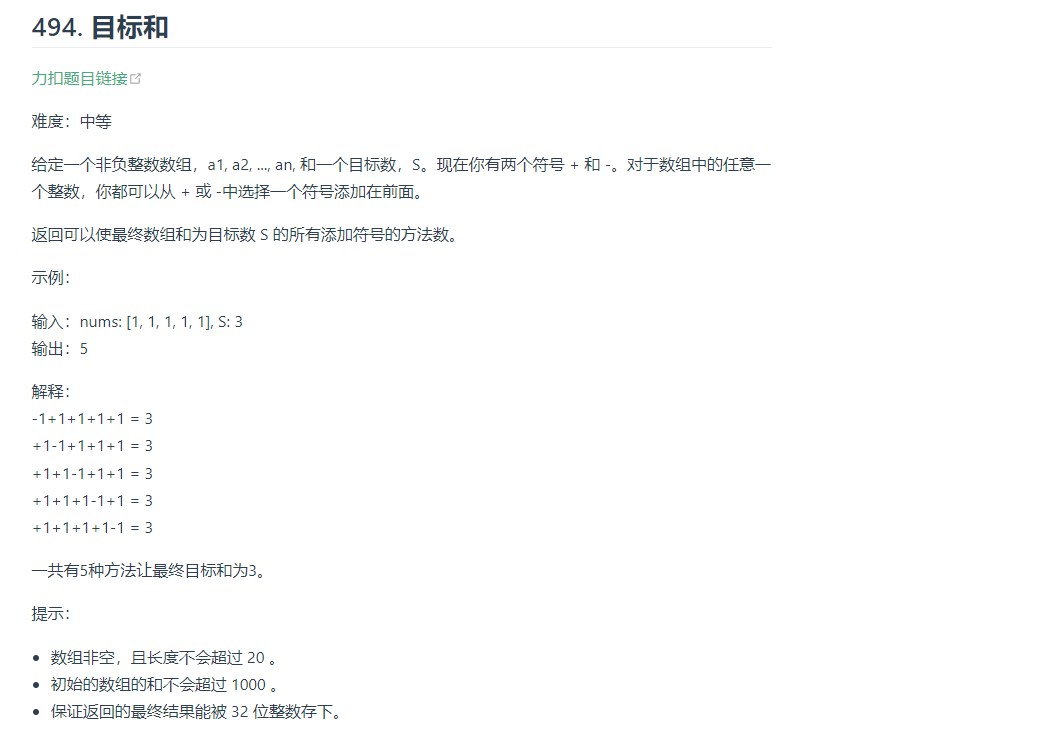 494. 目标和
力扣题目链接
难度：中等
给定一个非负整数数组，a1, a2, ..., an, 和一个目标数，S。现在你有两个符号 + 和 -。对于数组中的任意一
个整数，你都可以从 + 或 -中选择一个符号添加在前面。
返回可以使最终数组和为目标数 S 的所有添加符号的方法数。
示例：
输入：nums: [1, 1, 1, 1, 1], S: 3
输出：5
解释：
-1+1+1+1+1 = 3
+1-1+1+1+1 = 3
+1+1-1+1+1 = 3
+1+1+1-1+1 = 3
+1+1+1+1-1 = 3
一共有5种方法让最终目标和为3。
提示：
• 数组非空，且长度不会超过 20 。
• 初始的数组的和不会超过 1000 。
• 保证返回的最终结果能被 32 位整数存下。